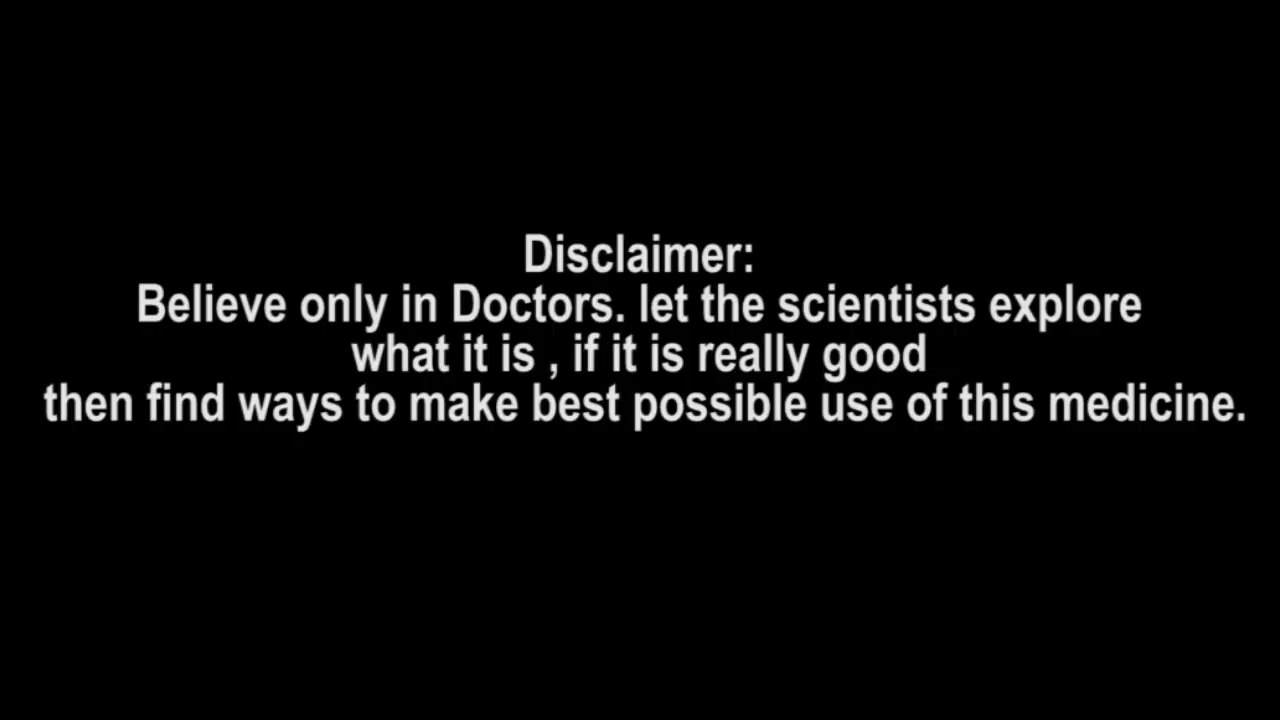 Disclaimer:
Believe only in Doctors. let the scientists explore
what it is , if it is really good
then find ways to make best possible use of this medicine.